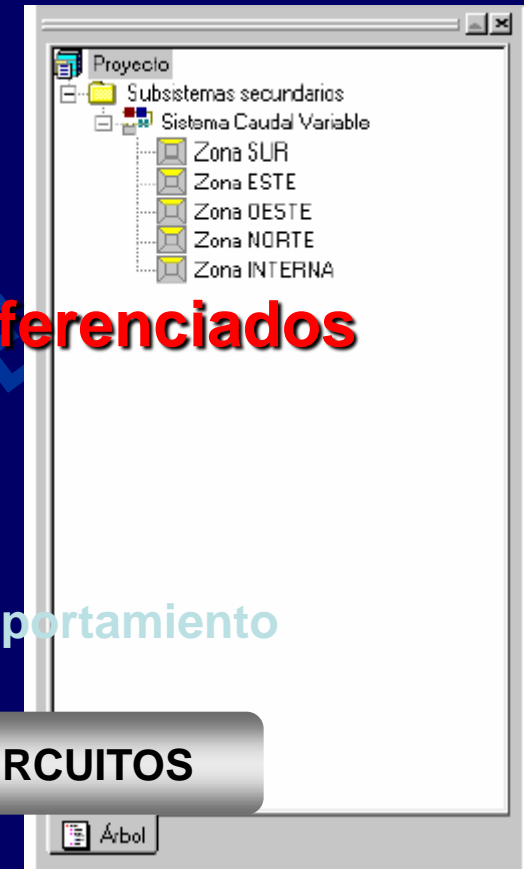 Proyecto
Subsistemas secundarios
Sistema Caudal Variable
Zona SUR
Zona ESTE
Zona OESTE
Zona NORTE
Zona INTERNA
ferenciados
portamiento
RCUITOS
Árbol